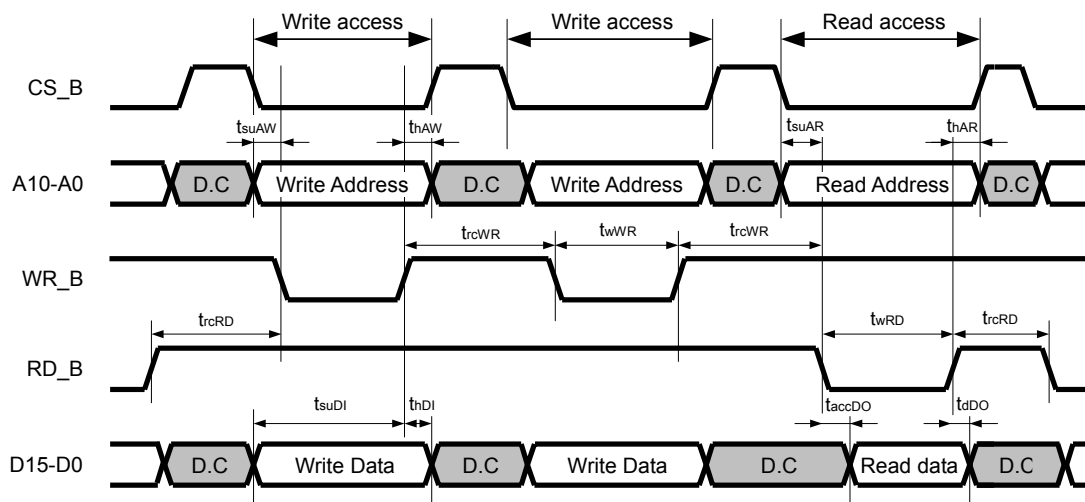 Write access Write access Read access
CS_B
tsuAW thAW tsuAR thAR
A10-A0 D.C Write Address D.C Write Address D.C Read Address D.C
trcWR twWR trcWR
WR_B
trcRD twRD trcRD
RD_B
tsuDI thDI taccDO tdDO
D15-D0 D.C Write Data D.C Write Data D.C Read data D.C